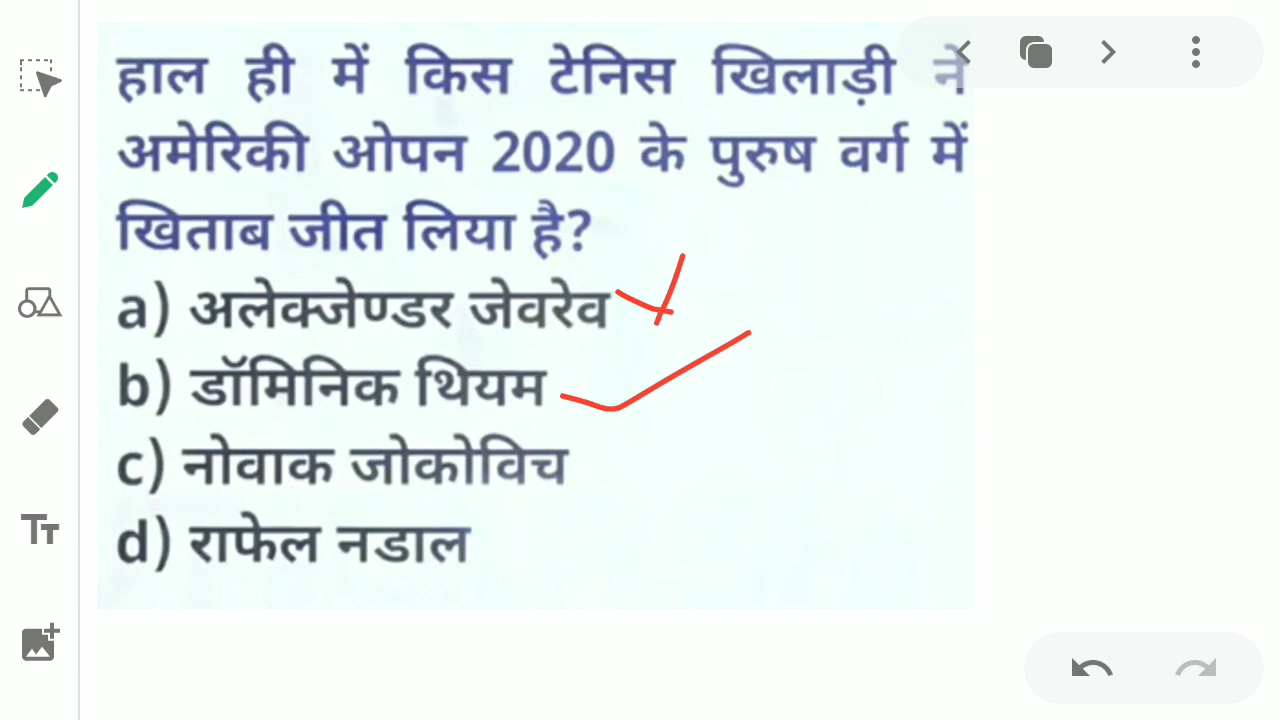 हाल ही में किस टेनिस खिलाड़ी ने
अमेरिकी ओपन 2020 के पुरुष वर्ग में
खिताब जीत लिया है?
a) अलेक्जेण्डर जेवरेव
b) डॉमिनिक थियम
c) नोवाक जोकोविच
d) राफेल नडाल